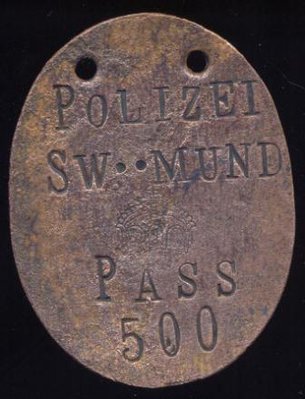 POLIZEI
SW··MUND
PASS
500